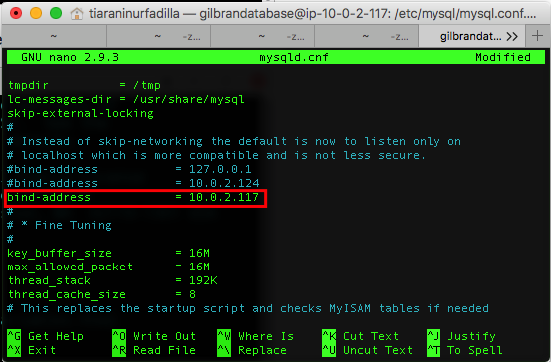 tiaraninurfadilla — gilbrandatabase@ip-10-0-2-117: /etc/mysql/mysql.conf....
~ ~ -z... ~ -z... ~ -z... gilbrandat... >>
GNU nano 2.9.3 mysqld.cnf Modified
tmpdir = /tmp
lc-messages-dir = /usr/share/mysql
skip-external-locking
#
# Instead of skip-networking the default is now to listen only on
# localhost which is more compatible and is not less secure.
#bind-address = 127.0.0.1
#bind-address = 10.0.2.124
bind-address = 10.0.2.117
#
# * Fine Tuning
#
key_buffer_size = 16M
max_allowed_packet = 16M
thread_stack = 192K
thread_cache_size = 8
# This replaces the startup script and checks MyISAM tables if needed
^G Get Help ^O Write Out ^W Where Is ^K Cut Text ^J Justify
^X Exit ^R Read File ^\ Replace ^U Uncut Text ^T To Spell